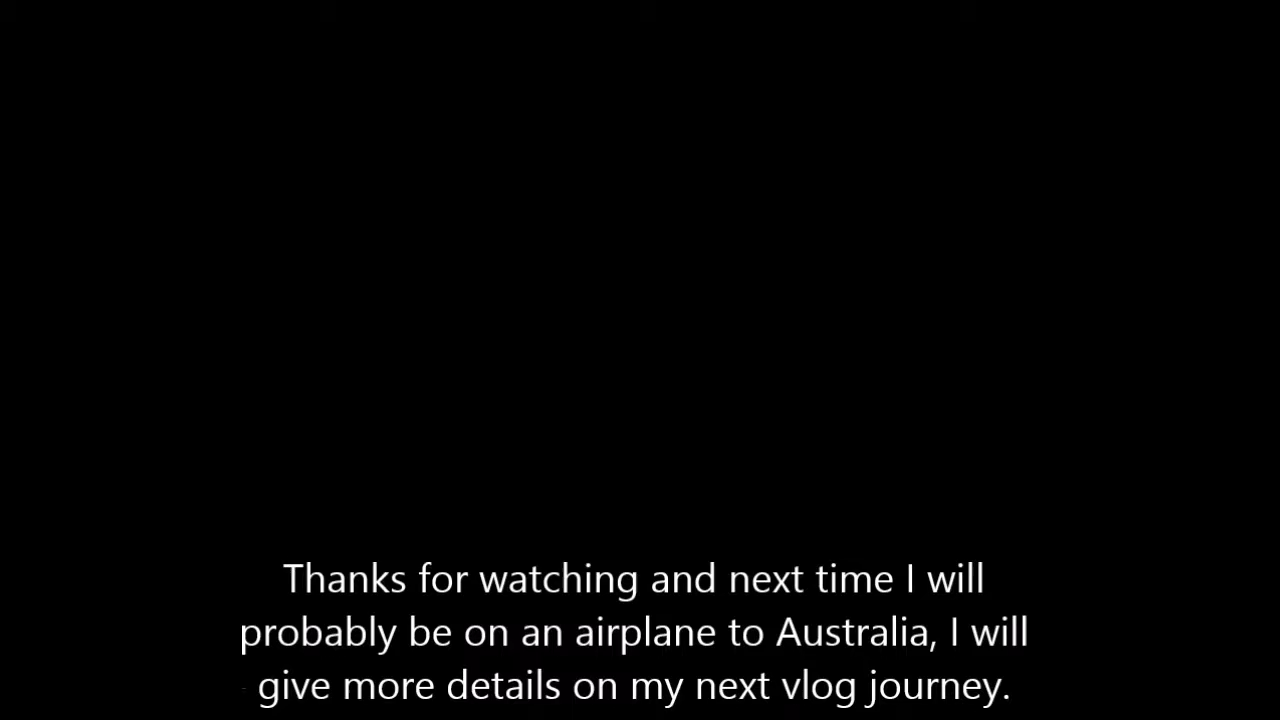 Thanks for watching and next time I will
probably be on an airplane to Australia, I will
give more details on my next vlog journey.